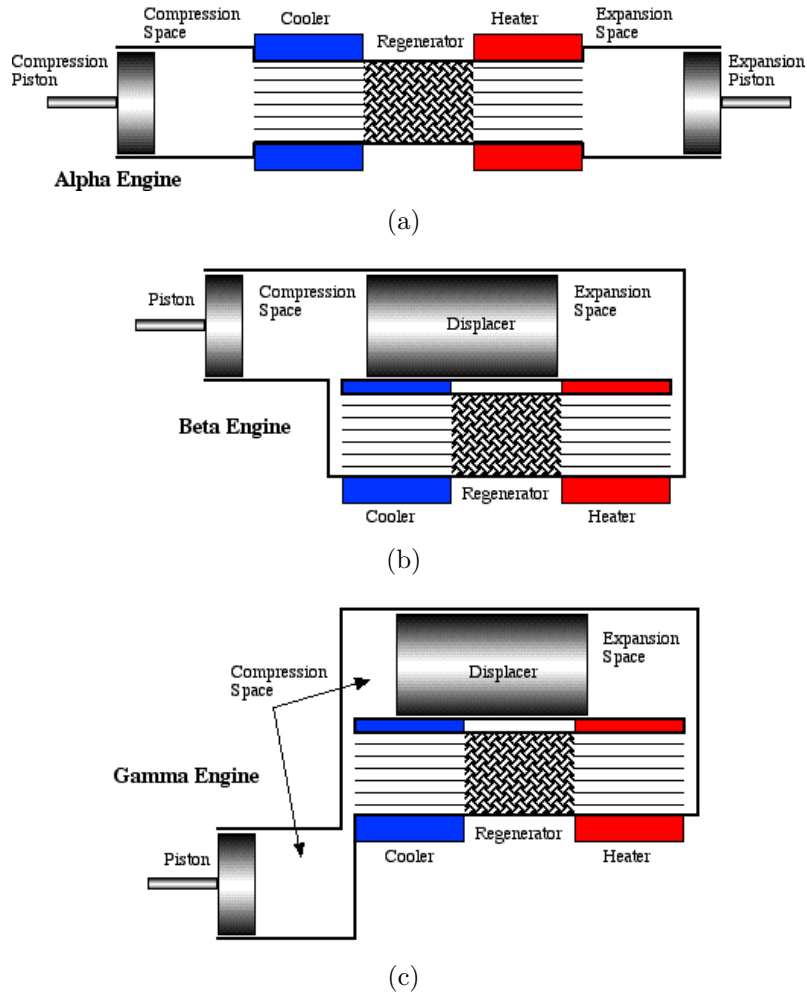 Compression
Space
Cooler
Regenerator
Heater
Expansion
Space
Compression
Piston
Expansion
Piston
Alpha Engine
(a)
Piston
Compression
Space
Displacer
Expansion
Space
Beta Engine
Cooler
Regenerator
Heater
(b)
Compression
Space
Displacer
Expansion
Space
Gamma Engine
Piston
Cooler
Regenerator
Heater
(c)